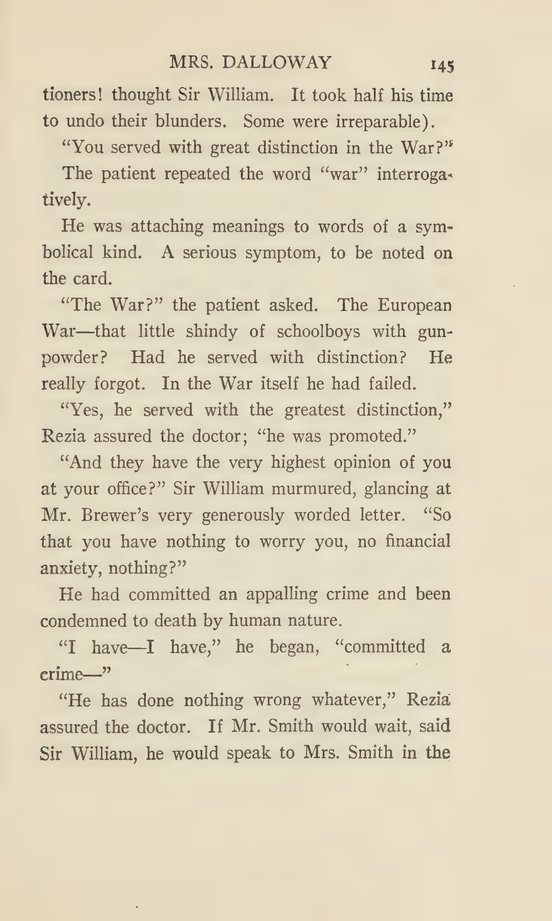 MRS. DALLOWAY 145
tioners! thought Sir William. It took half his time
to undo their blunders. Some were irreparable).
“You served with great distinction in the War?”
The patient repeated the word “war” interroga-
tively.
He was attaching meanings to words of a sym-
bolical kind. A serious symptom, to be noted on
the card.
“The War?” the patient asked. The European
War—that little shindy of schoolboys with gun-
powder? Had he served with distinction? He
really forgot. In the War itself he had failed.
“Yes, he served with the greatest distinction,”
Rezia assured the doctor; “he was promoted.”
“And they have the very highest opinion of you
at your office?” Sir William murmured, glancing at
Mr. Brewer’s very generously worded letter. “So
that you have nothing to worry you, no financial
anxiety, nothing?”
He had committed an appalling crime and been
condemned to death by human nature.
“I have—I have,” he began, “committed a
crime—”
“He has done nothing wrong whatever,” Rezia
assured the doctor. If Mr. Smith would wait, said
Sir William, he would speak to Mrs. Smith in the